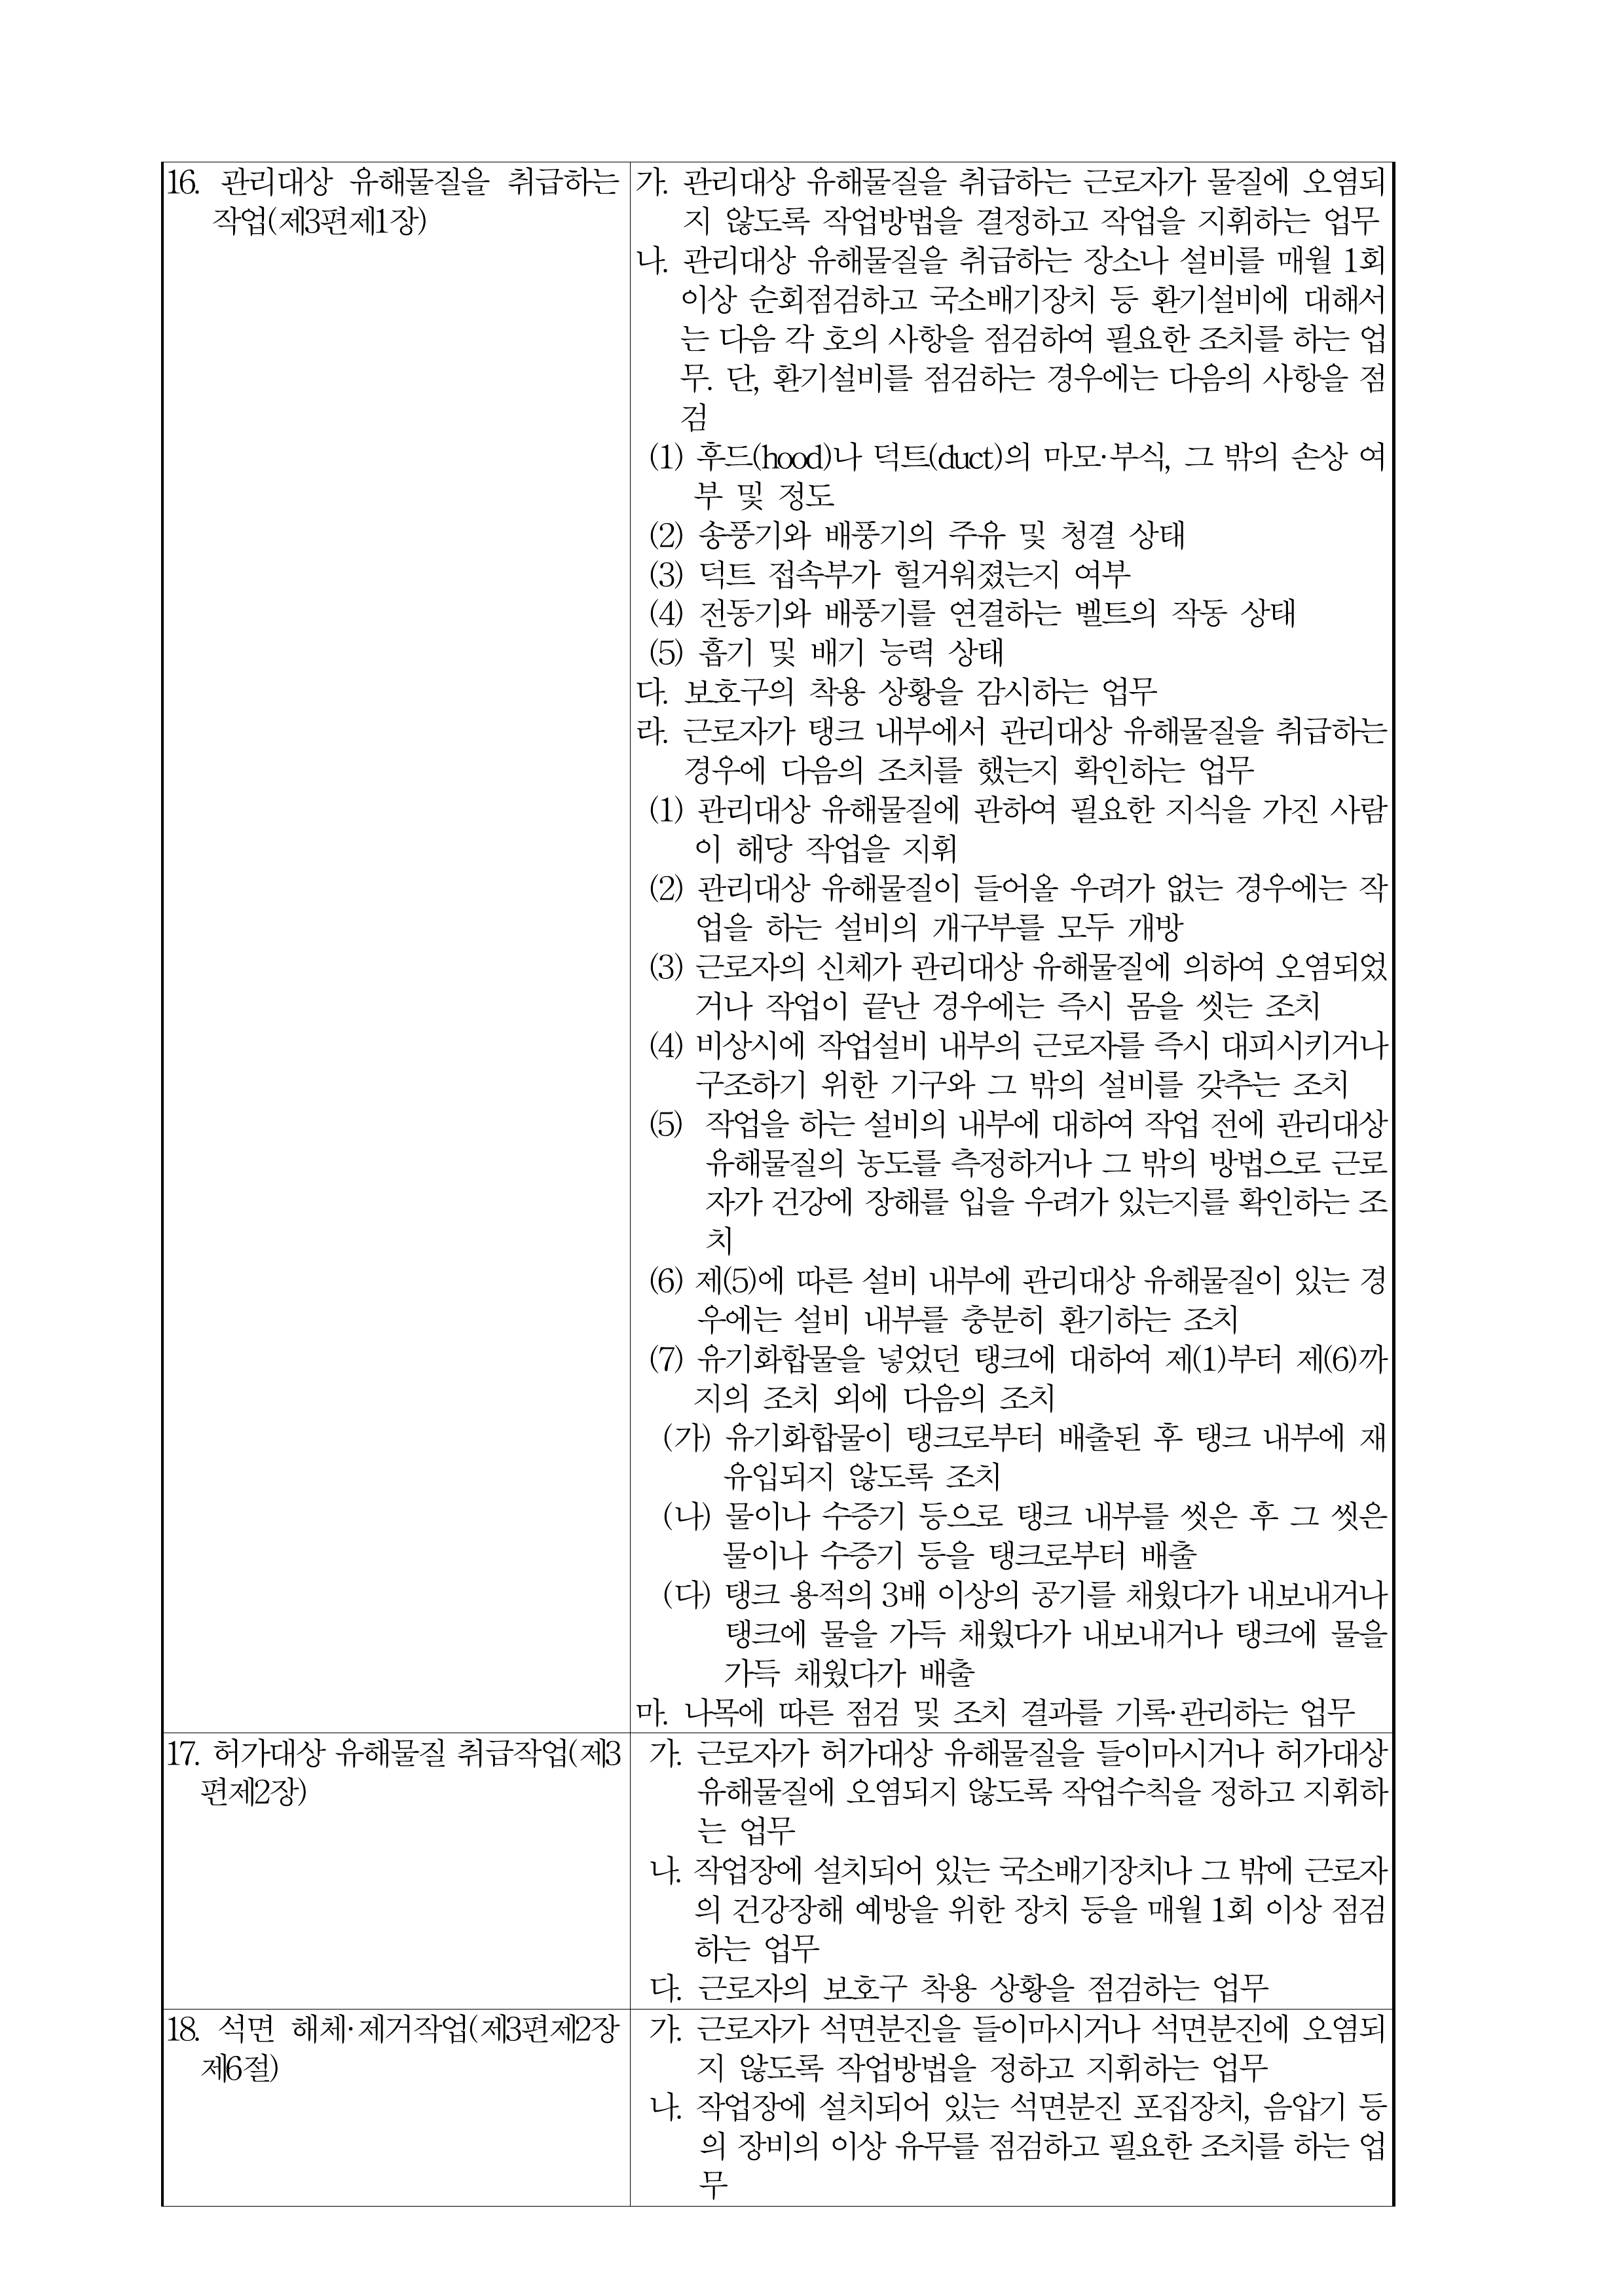 16. 관리대상 유해물질을 취급하는
작업(제3편제1장)
가. 관리대상 유해물질을 취급하는 근로자가 물질에 오염되
지 않도록 작업방법을 결정하고 작업을 지휘하는 업무
나. 관리대상 유해물질을 취급하는 장소나 설비를 매월 1회
이상 순회점검하고 국소배기장치 등 환기설비에 대해서
는 다음 각 호의 사항을 점검하여 필요한 조치를 하는 업
무. 단, 환기설비를 점검하는 경우에는 다음의 사항을 점
검
(1) 후드(hood)나 덕트(duct)의 마모·부식, 그 밖의 손상 여
부 및 정도
(2) 송풍기와 배풍기의 주유 및 청결 상태
(3) 덕트 접속부가 헐거워졌는지 여부
(4) 전동기와 배풍기를 연결하는 벨트의 작동 상태
(5) 흡기 및 배기 능력 상태
다. 보호구의 착용 상황을 감시하는 업무
라. 근로자가 탱크 내부에서 관리대상 유해물질을 취급하는
경우에 다음의 조치를 했는지 확인하는 업무
(1) 관리대상 유해물질에 관하여 필요한 지식을 가진 사람
이 해당 작업을 지휘
(2) 관리대상 유해물질이 들어올 우려가 없는 경우에는 작
업을 하는 설비의 개구부를 모두 개방
(3) 근로자의 신체가 관리대상 유해물질에 의하여 오염되었
거나 작업이 끝난 경우에는 즉시 몸을 씻는 조치
(4) 비상시에 작업설비 내부의 근로자를 즉시 대피시키거나
구조하기 위한 기구와 그 밖의 설비를 갖추는 조치
(5) 작업을 하는 설비의 내부에 대하여 작업 전에 관리대상
유해물질의 농도를 측정하거나 그 밖의 방법으로 근로
자가 건강에 장해를 입을 우려가 있는지를 확인하는 조
치
(6) 제(5)에 따른 설비 내부에 관리대상 유해물질이 있는 경
우에는 설비 내부를 충분히 환기하는 조치
(7) 유기화합물을 넣었던 탱크에 대하여 제(1)부터 제(6)까
지의 조치 외에 다음의 조치
(가) 유기화합물이 탱크로부터 배출된 후 탱크 내부에 재
유입되지 않도록 조치
(나) 물이나 수증기 등으로 탱크 내부를 씻은 후 그 씻은
물이나 수증기 등을 탱크로부터 배출
(다) 탱크 용적의 3배 이상의 공기를 채웠다가 내보내거나
탱크에 물을 가득 채웠다가 내보내거나 탱크에 물을
가득 채웠다가 배출
마. 나목에 따른 점검 및 조치 결과를 기록·관리하는 업무
17. 허가대상 유해물질 취급작업(제3
편제2장)
가. 근로자가 허가대상 유해물질을 들이마시거나 허가대상
유해물질에 오염되지 않도록 작업수칙을 정하고 지휘하
는 업무
나. 작업장에 설치되어 있는 국소배기장치나 그 밖에 근로자
의 건강장해 예방을 위한 장치 등을 매월 1회 이상 점검
하는 업무
다. 근로자의 보호구 착용 상황을 점검하는 업무
18. 석면 해체·제거작업(제3편제2장
제6절)
가. 근로자가 석면분진을 들이마시거나 석면분진에 오염되
지 않도록 작업방법을 정하고 지휘하는 업무
나. 작업장에 설치되어 있는 석면분진 포집장치, 음압기 등
의 장비의 이상 유무를 점검하고 필요한 조치를 하는 업
무